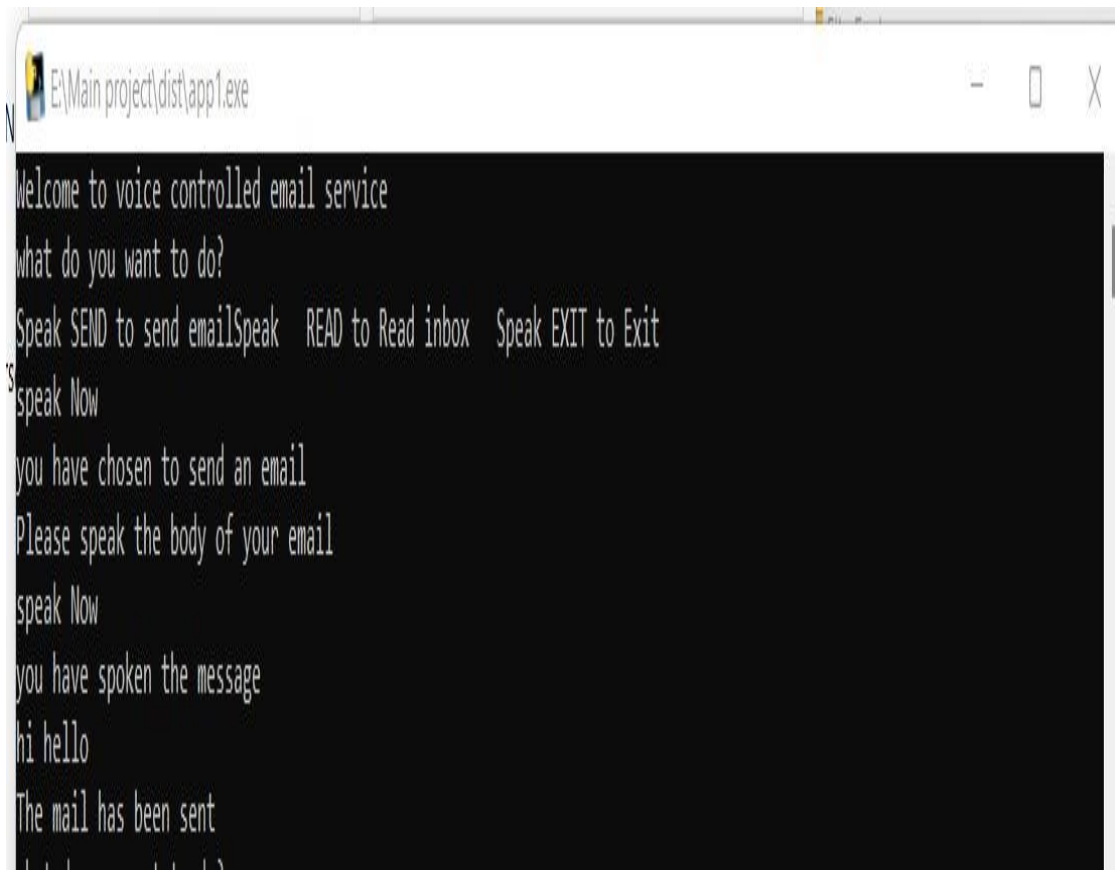 E:\Main project\dist\app1.exe
Welcome to voice controlled email service
what do you want to do?
Speak SEND to send emailSpeak   READ to Read inbox   Speak EXIT to Exit
speak Now
you have chosen to send an email
Please speak the body of your email
speak Now
you have spoken the message
hi hello
The mail has been sent